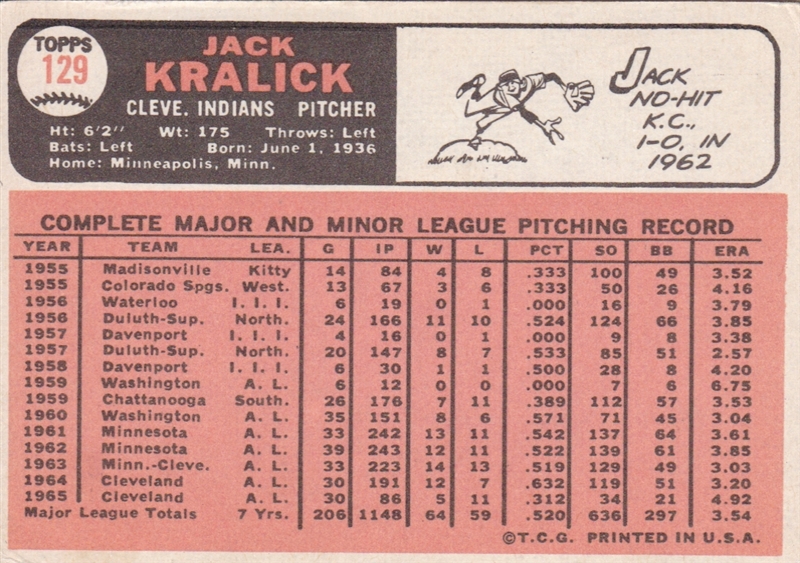 TOPPS
129
JACK
KRALICK
CLEVE. INDIANS PITCHER
Ht: 6'2" Wt: 175 Throws: Left
Bats: Left Born: June 1, 1936
Home: Minneapolis, Minn.
JACK
NO-HIT
K.C.,
1-0, IN
1962
COMPLETE MAJOR AND MINOR LEAGUE PITCHING RECORD
YEAR TEAM LEA. G IP W L PCT SO BB ERA
1955 Madisonville Kitty 14 84 4 8 .333 100 49 3.52
1955 Colorado Spgs. West. 13 67 3 6 .333 50 26 4.16
1956 Waterloo I. I. I. 6 19 0 1 .000 16 9 3.79
1956 Duluth-Sup. North. 24 166 11 10 .524 124 66 3.85
1957 Davenport I. I. I. 4 16 0 1 .000 9 8 3.38
1957 Duluth-Sup. North. 20 147 8 7 .533 85 51 2.57
1958 Davenport I. I. I. 6 30 1 1 .500 28 8 4.20
1959 Washington A. L. 6 12 0 0 .000 7 6 6.75
1959 Chattanooga South. 26 176 7 11 .389 112 57 3.53
1960 Washington A. L. 35 151 8 6 .571 71 45 3.04
1961 Minnesota A. L. 33 242 13 11 .542 137 64 3.61
1962 Minnesota A. L. 39 243 12 11 .522 139 61 3.85
1963 Minn.-Cleve. A. L. 33 223 14 13 .519 129 49 3.03
1964 Cleveland A. L. 30 191 12 7 .632 119 51 3.20
1965 Cleveland A. L. 30 86 5 11 .312 34 21 4.92
Major League Totals 7 Yrs. 206 1148 64 59 .520 636 297 3.54
©T.C.G. PRINTED IN U.S.A.